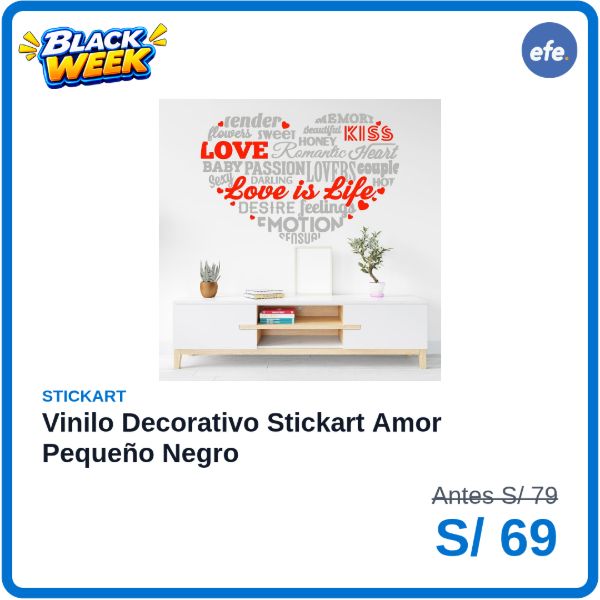 BLACK
WEEK
efe.
tender MEMORY
flowers sweet beautiful KISS
HONEY
LOVE Romantic Heart
BABY PASSION LOVERS couple
Sexy DARLING HOT
Love is Life
DESIRE feelings
EMOTION
SENSUAL
STICKART
Vinilo Decorativo Stickart Amor
Pequeño Negro
Antes S/ 79
S/ 69